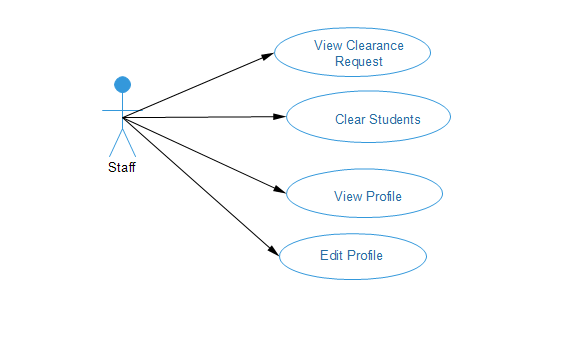 View Clearance
Request
Clear Students
Staff
View Profile
Edit Profile